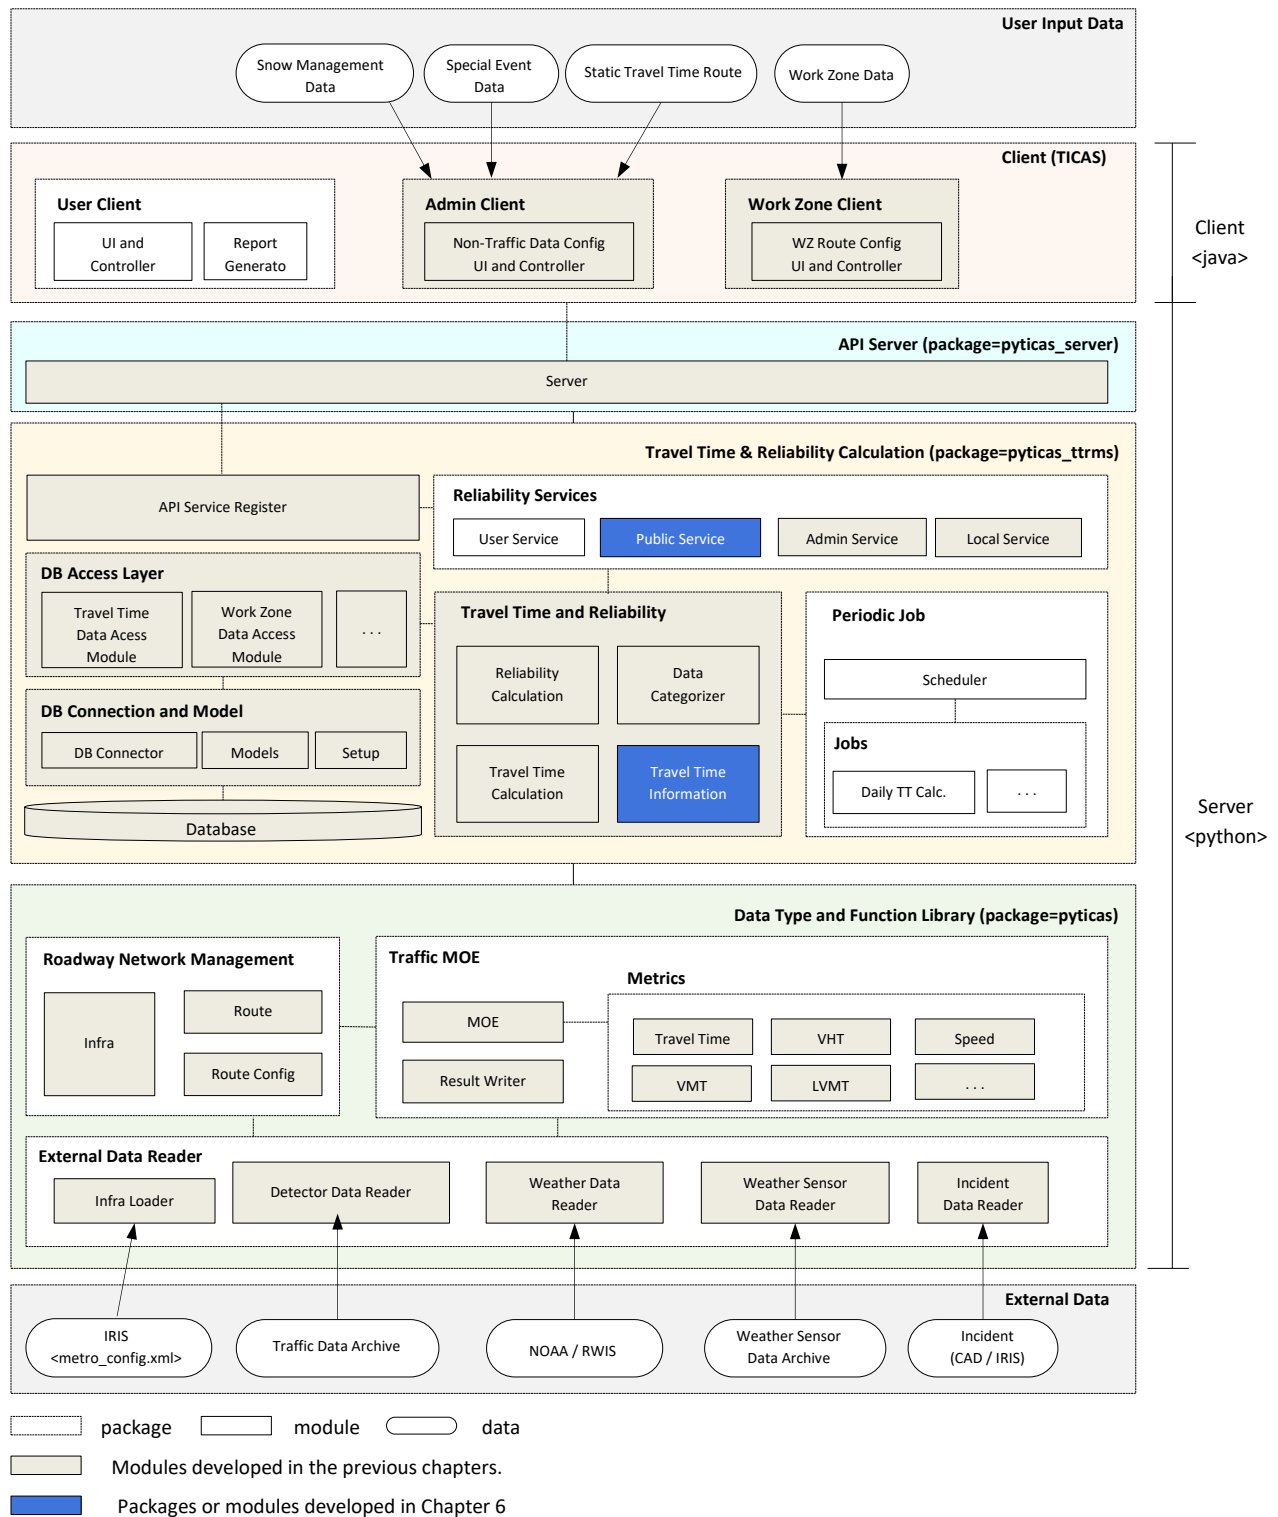 User Input Data
Snow Management
Data
Special Event
Data
Static Travel Time Route
Work Zone Data
Client (TICAS)
User Client
UI and
Controller
Report
Generato
Admin Client
Non-Traffic Data Config
UI and Controller
Work Zone Client
WZ Route Config
UI and Controller
Client
<java>
API Server (package=pyticas_server)
Server
Travel Time & Reliability Calculation (package=pyticas_ttrms)
API Service Register
Reliability Services
User Service
Public Service
Admin Service
Local Service
DB Access Layer
Travel Time
Data Acess
Module
Work Zone
Data Access
Module
. . .
DB Connection and Model
DB Connector
Models
Setup
Database
Travel Time and Reliability
Reliability
Calculation
Data
Categorizer
Travel Time
Calculation
Travel Time
Information
Periodic Job
Scheduler
Jobs
Daily TT Calc.
. . .
Server
<python>
Data Type and Function Library (package=pyticas)
Roadway Network Management
Infra
Route
Route Config
Traffic MOE
MOE
Result Writer
Metrics
Travel Time
VHT
Speed
VMT
LVMT
. . .
External Data Reader
Infra Loader
Detector Data Reader
Weather Data
Reader
Weather Sensor
Data Reader
Incident
Data Reader
External Data
IRIS
<metro_config.xml>
Traffic Data Archive
NOAA / RWIS
Weather Sensor
Data Archive
Incident
(CAD / IRIS)
package
module
data
Modules developed in the previous chapters.
Packages or modules developed in Chapter 6